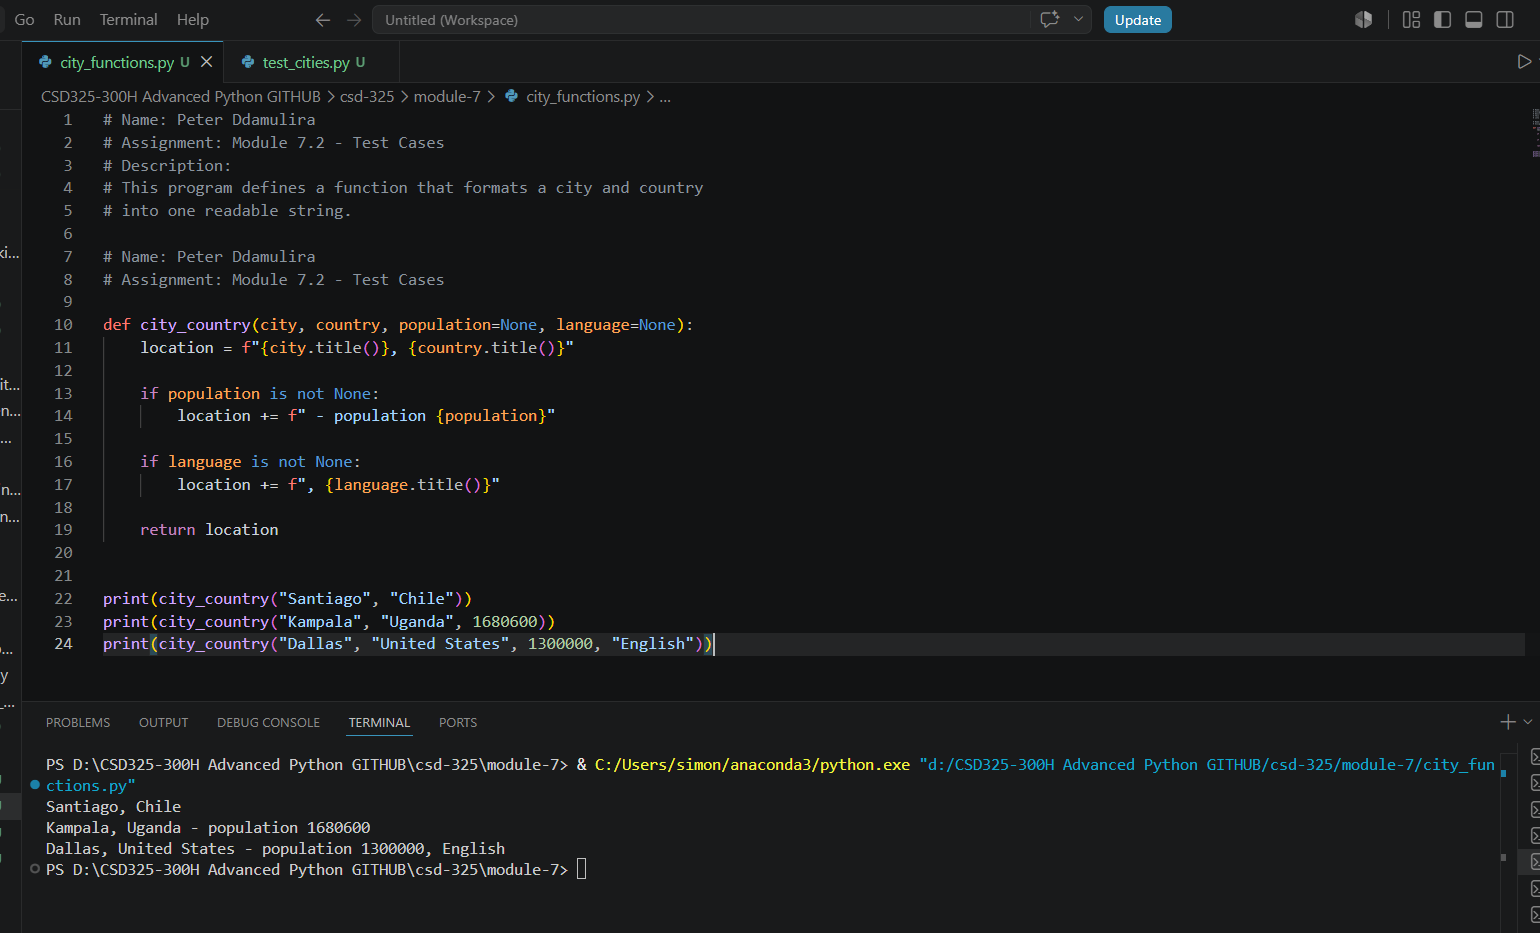 Go Run Terminal Help
Untitled (Workspace)
Update
city_functions.py U
test_cities.py U
CSD325-300H Advanced Python GITHUB > csd-325 > module-7 > city_functions.py > ...
1 # Name: Peter Ddamulira
2 # Assignment: Module 7.2 - Test Cases
3 # Description:
4 # This program defines a function that formats a city and country
5 # into one readable string.
6
7 # Name: Peter Ddamulira
8 # Assignment: Module 7.2 - Test Cases
9
10 def city_country(city, country, population=None, language=None):
11     location = f"{city.title()}, {country.title()}"
12
13     if population is not None:
14         location += f" - population {population}"
15
16     if language is not None:
17         location += f", {language.title()}"
18
19     return location
20
21
22 print(city_country("Santiago", "Chile"))
23 print(city_country("Kampala", "Uganda", 1680600))
24 print(city_country("Dallas", "United States", 1300000, "English"))
PROBLEMS OUTPUT DEBUG CONSOLE TERMINAL PORTS
PS D:\CSD325-300H Advanced Python GITHUB\csd-325\module-7> & C:/Users/simon/anaconda3/python.exe "d:/CSD325-300H Advanced Python GITHUB/csd-325/module-7/city_fun
ctions.py"
Santiago, Chile
Kampala, Uganda - population 1680600
Dallas, United States - population 1300000, English
PS D:\CSD325-300H Advanced Python GITHUB\csd-325\module-7>